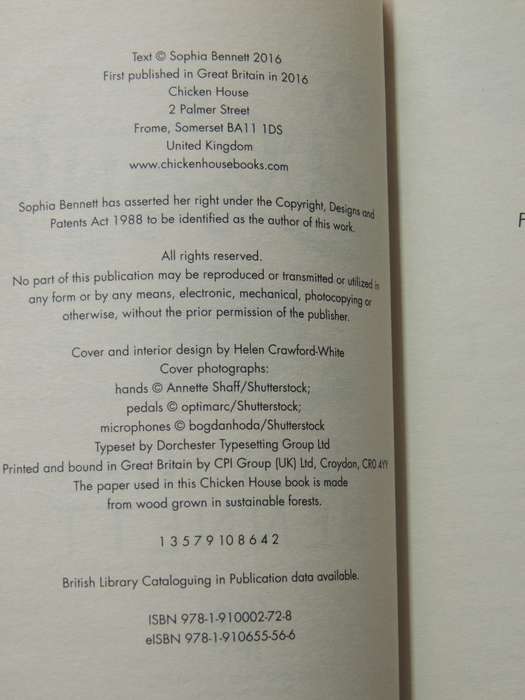 Text © Sophia Bennett 2016
First published in Great Britain in 2016
Chicken House
2 Palmer Street
Frome, Somerset BA11 1DS
United Kingdom
www.chickenhousebooks.com
Sophia Bennett has asserted her right under the Copyright, Designs and
Patents Act 1988 to be identified as the author of this work.
All rights reserved.
No part of this publication may be reproduced or transmitted or utilized in
any form or by any means, electronic, mechanical, photocopying or
otherwise, without the prior permission of the publisher.
Cover and interior design by Helen Crawford-White
Cover photographs:
hands © Annette Shaff/Shutterstock;
pedals © optimarc/Shutterstock;
microphones © bogdanhoda/Shutterstock
Typeset by Dorchester Typesetting Group Ltd
Printed and bound in Great Britain by CPI Group (UK) Ltd, Croydon, CR0 4YY
The paper used in this Chicken House book is made
from wood grown in sustainable forests.
1 3 5 7 9 10 8 6 4 2
British Library Cataloguing in Publication data available.
ISBN 978-1-910002-72-8
eISBN 978-1-910655-56-6